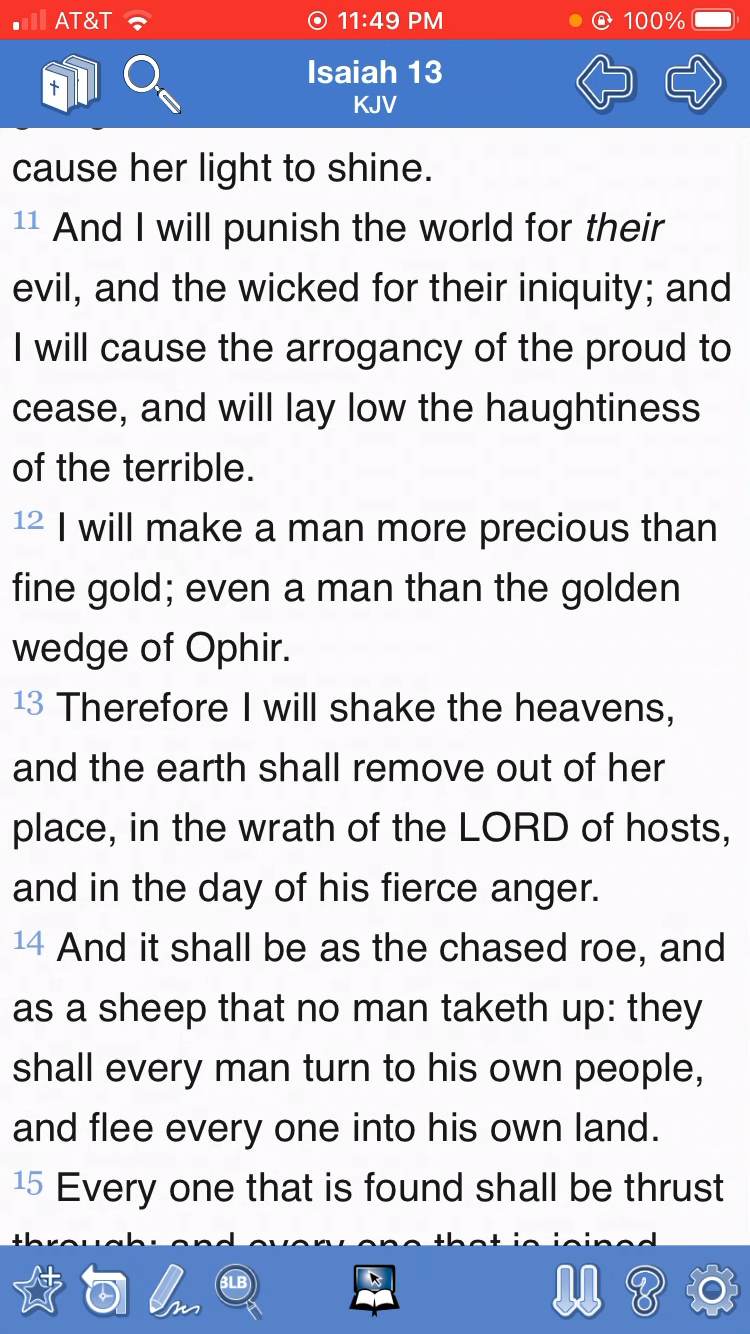 AT&T 11:49 PM 100%
Isaiah 13
KJV
cause her light to shine.
11 And I will punish the world for their
evil, and the wicked for their iniquity; and
I will cause the arrogancy of the proud to
cease, and will lay low the haughtiness
of the terrible.
12 I will make a man more precious than
fine gold; even a man than the golden
wedge of Ophir.
13 Therefore I will shake the heavens,
and the earth shall remove out of her
place, in the wrath of the LORD of hosts,
and in the day of his fierce anger.
14 And it shall be as the chased roe, and
as a sheep that no man taketh up: they
shall every man turn to his own people,
and flee every one into his own land.
15 Every one that is found shall be thrust
through; and every one that is joined
BLB